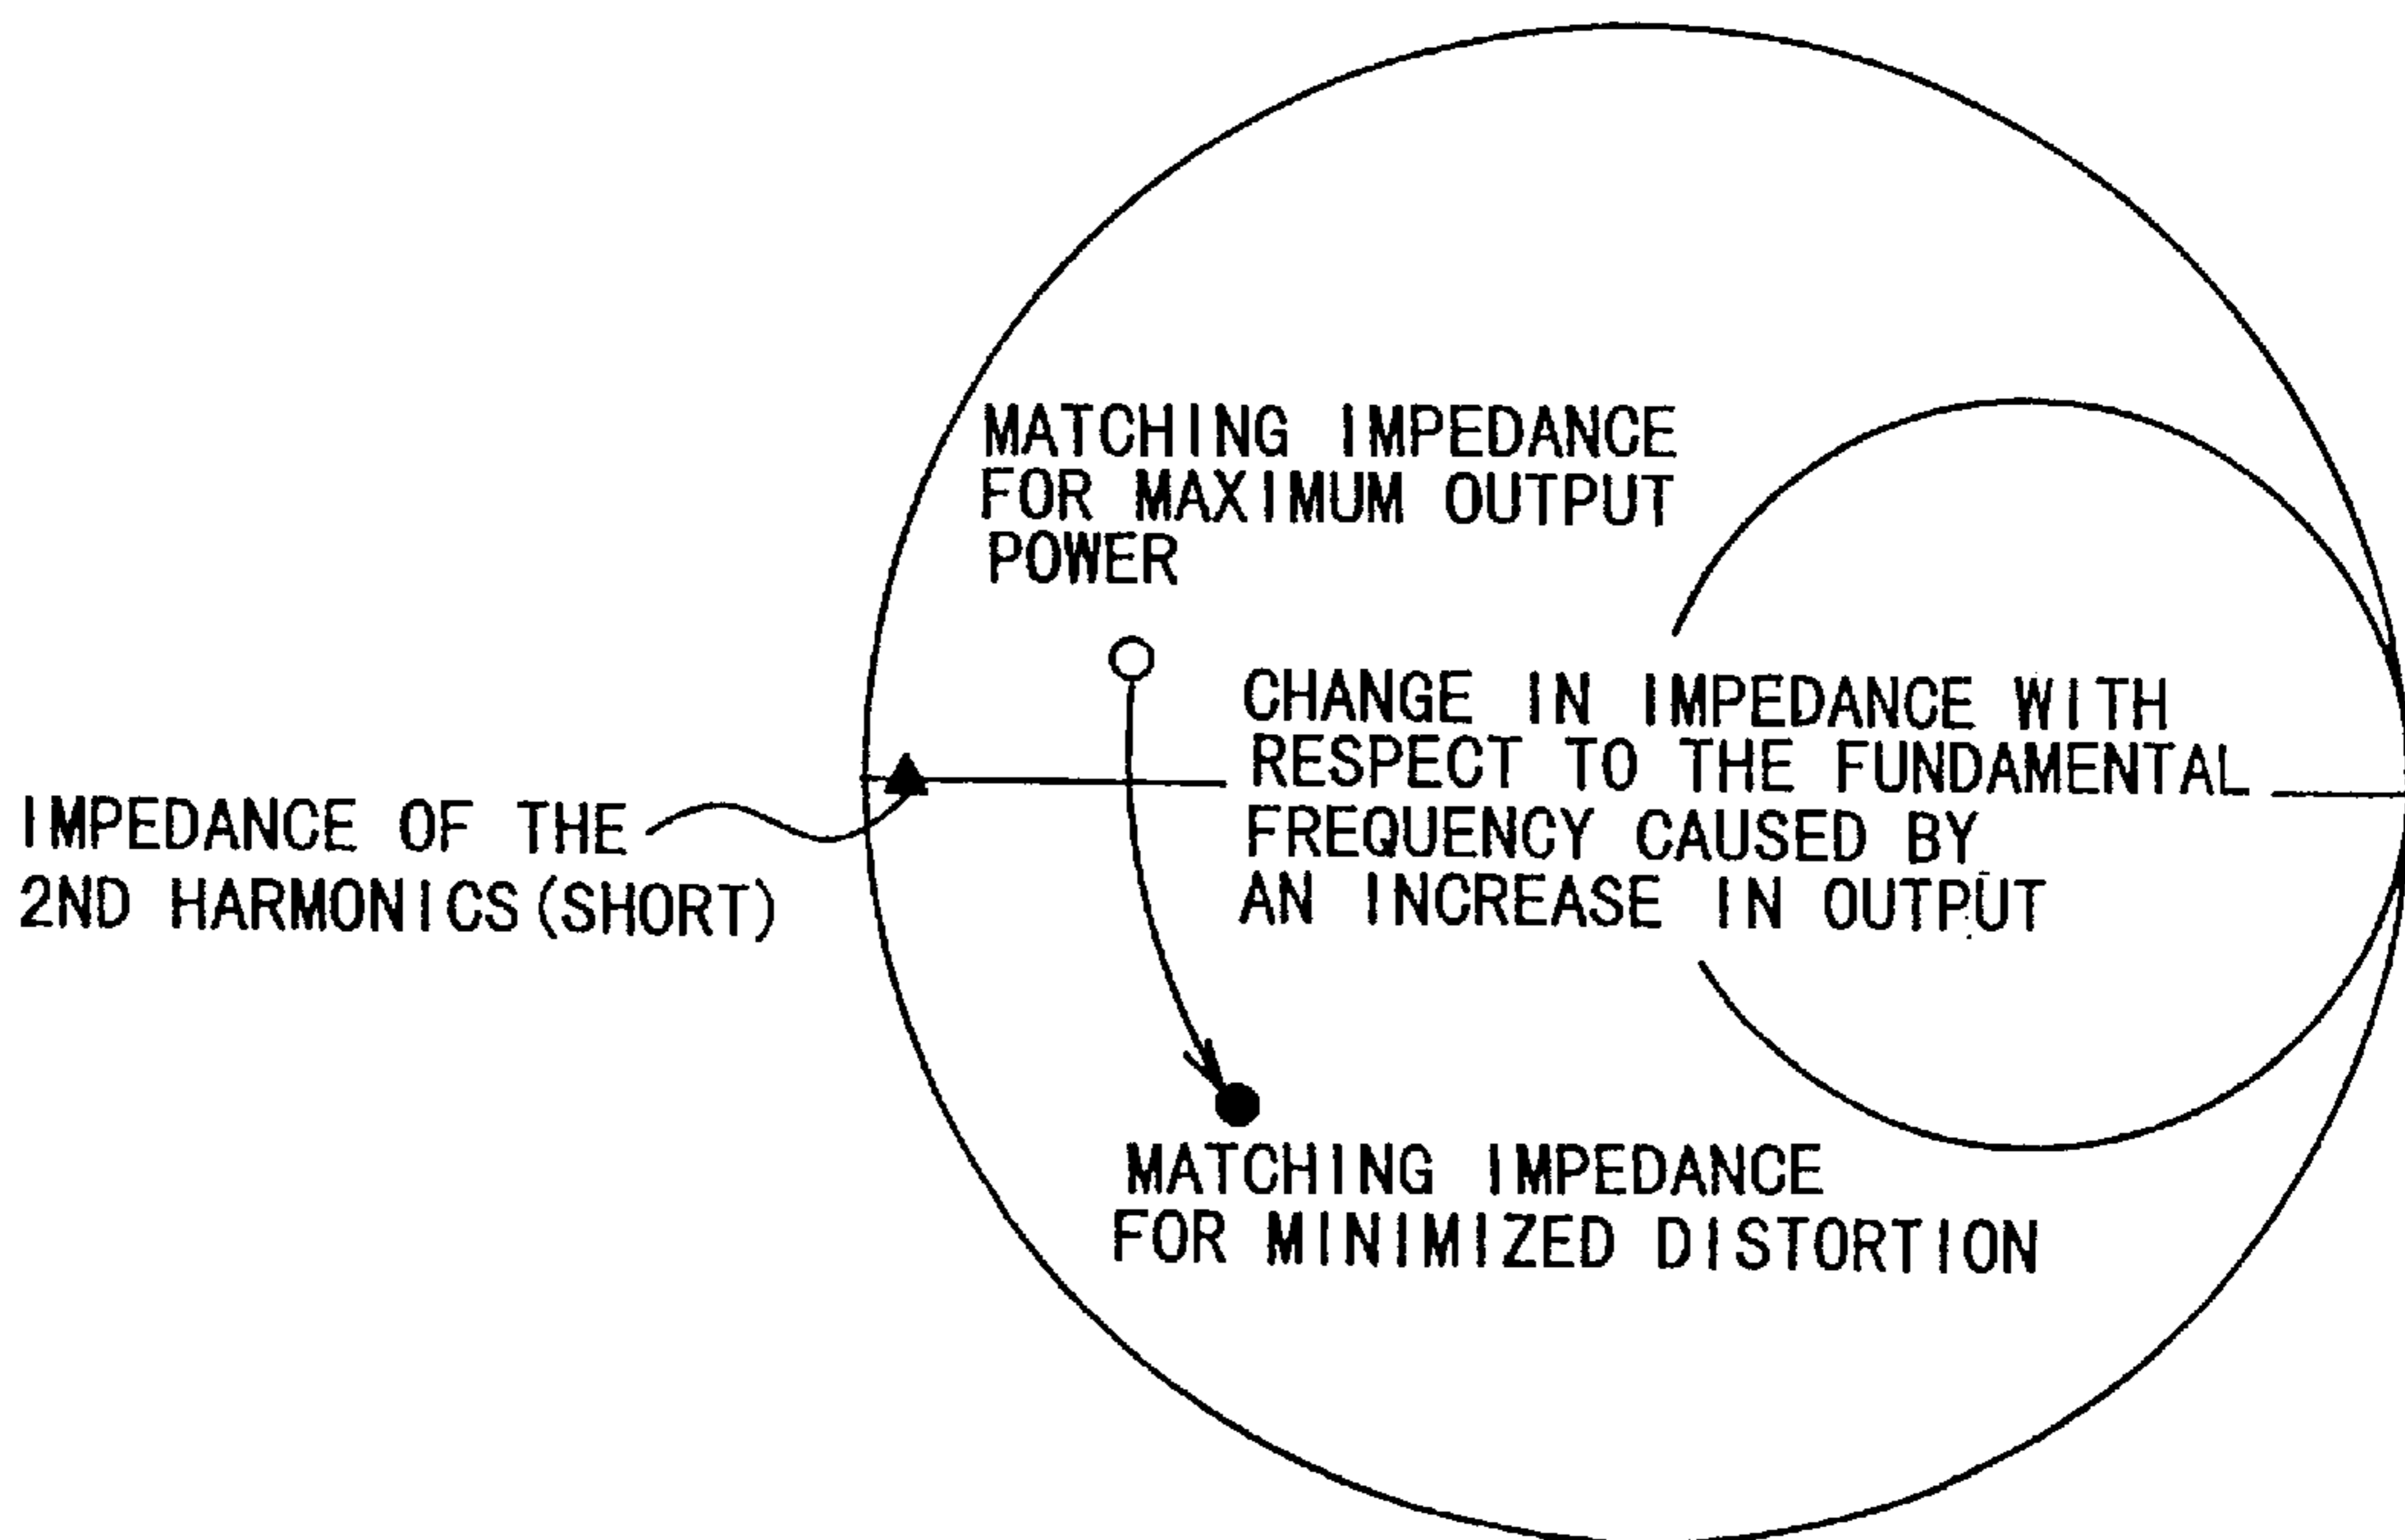 MATCHING IMPEDANCE
FOR MAXIMUM OUTPUT
POWER
CHANGE IN IMPEDANCE WITH
RESPECT TO THE FUNDAMENTAL
FREQUENCY CAUSED BY
AN INCREASE IN OUTPUT
IMPEDANCE OF THE
2ND HARMONICS(SHORT)
MATCHING IMPEDANCE
FOR MINIMIZED DISTORTION